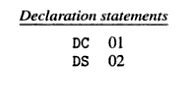 Declaration statements
DC 01
DS 02